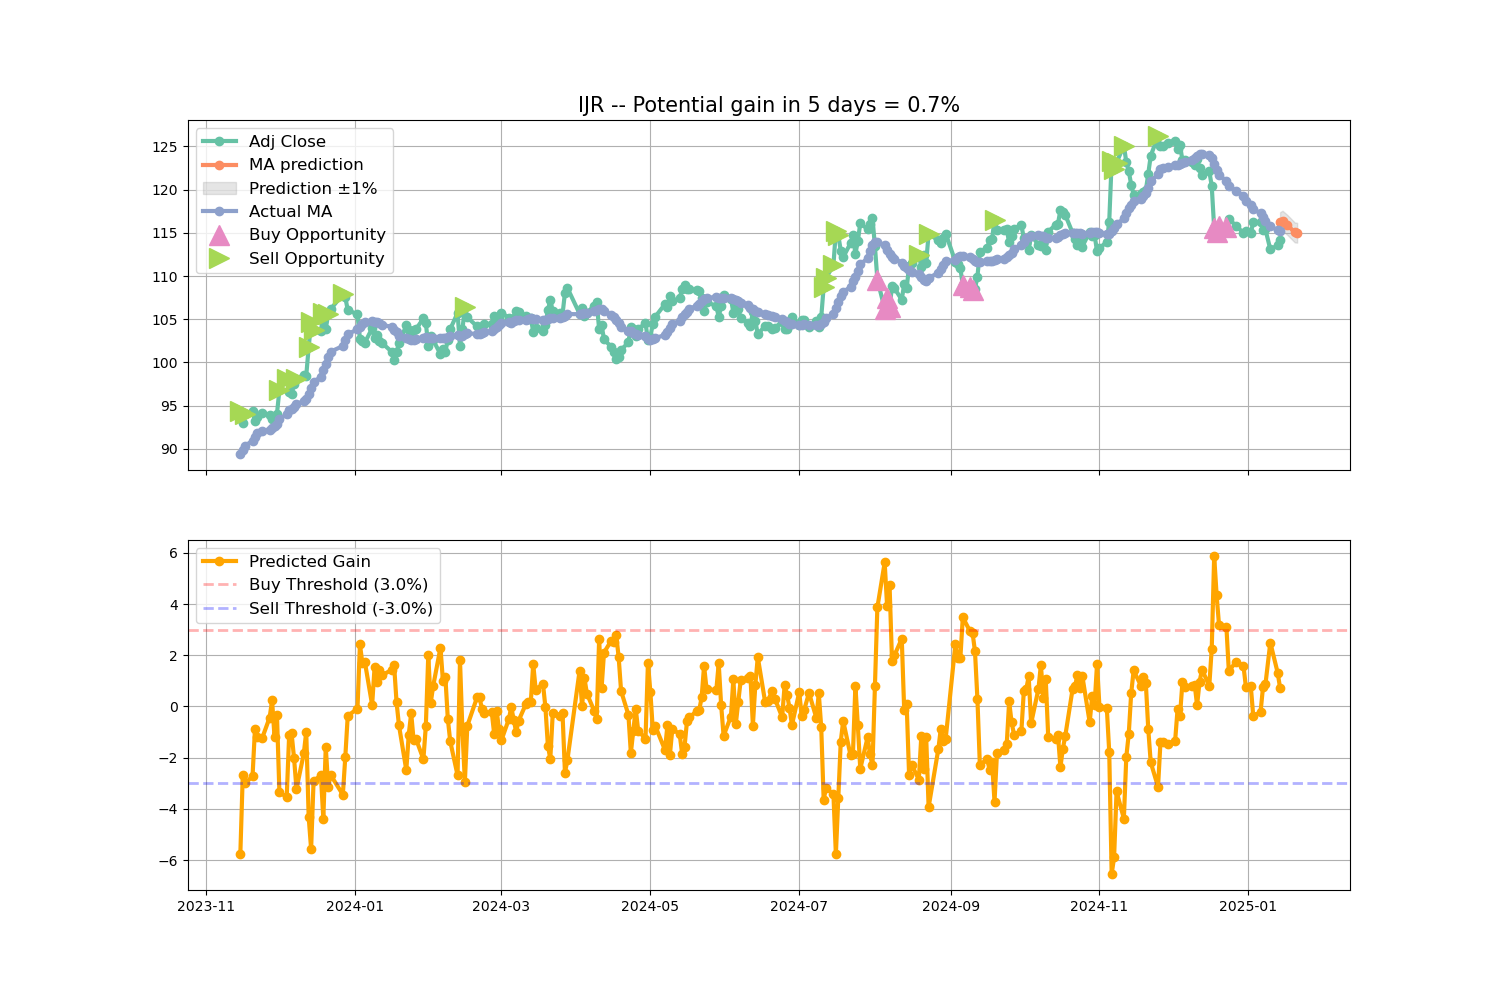 IJR -- Potential gain in 5 days = 0.7%
Adj Close
MA prediction
Prediction ±1%
Actual MA
Buy Opportunity
Sell Opportunity
125
120
115
110
105
100
95
90
Predicted Gain
Buy Threshold (3.0%)
Sell Threshold (-3.0%)
6
4
2
0
−2
−4
−6
2023-11 2024-01 2024-03 2024-05 2024-07 2024-09 2024-11 2025-01